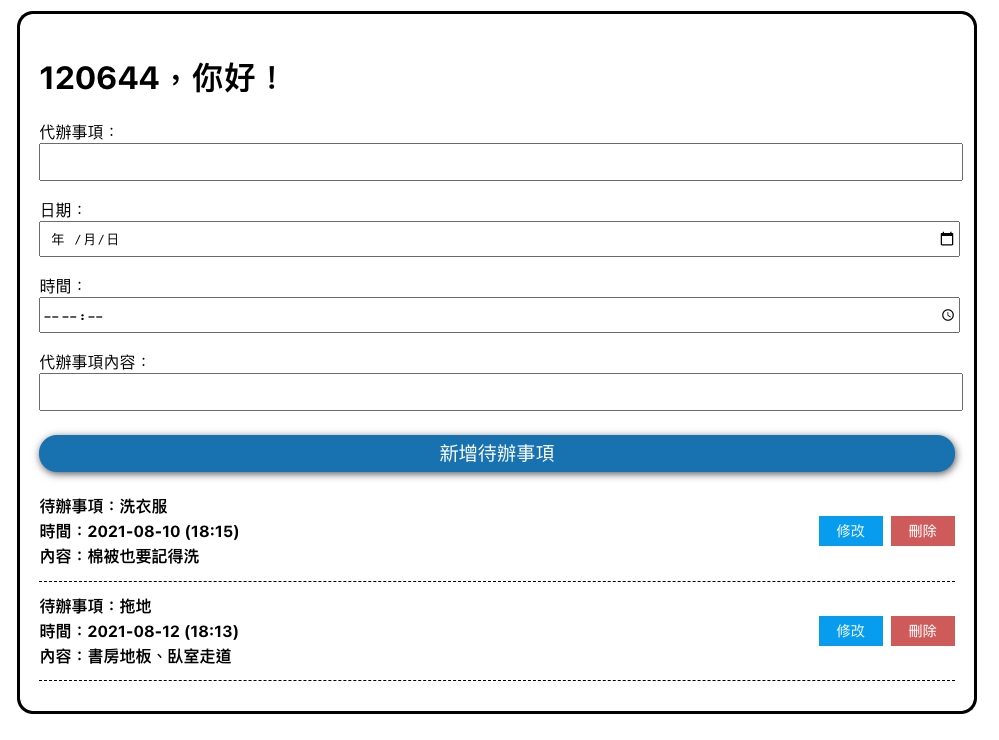 120644，你好！
代辦事項：
日期：
年 /月/日
時間：
-- --:--
代辦事項內容：
新增待辦事項
待辦事項：洗衣服
時間：2021-08-10 (18:15)
內容：棉被也要記得洗
修改 刪除
待辦事項：拖地
時間：2021-08-12 (18:13)
內容：書房地板、臥室走道
修改 刪除